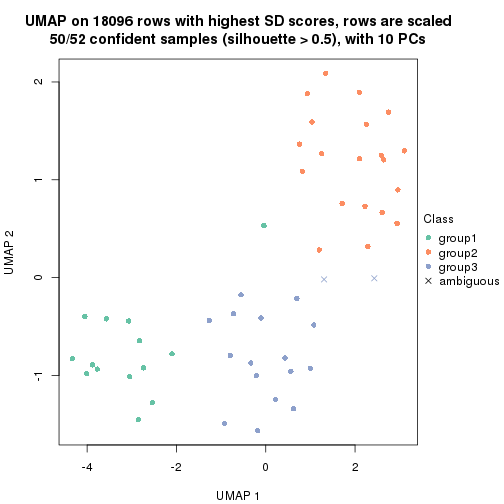 UMAP on 18096 rows with highest SD scores, rows are scaled
50/52 confident samples (silhouette > 0.5), with 10 PCs
2
1
0
-1
UMAP 2
-4
-2
0
2
UMAP 1
Class
group1
group2
group3
ambiguous